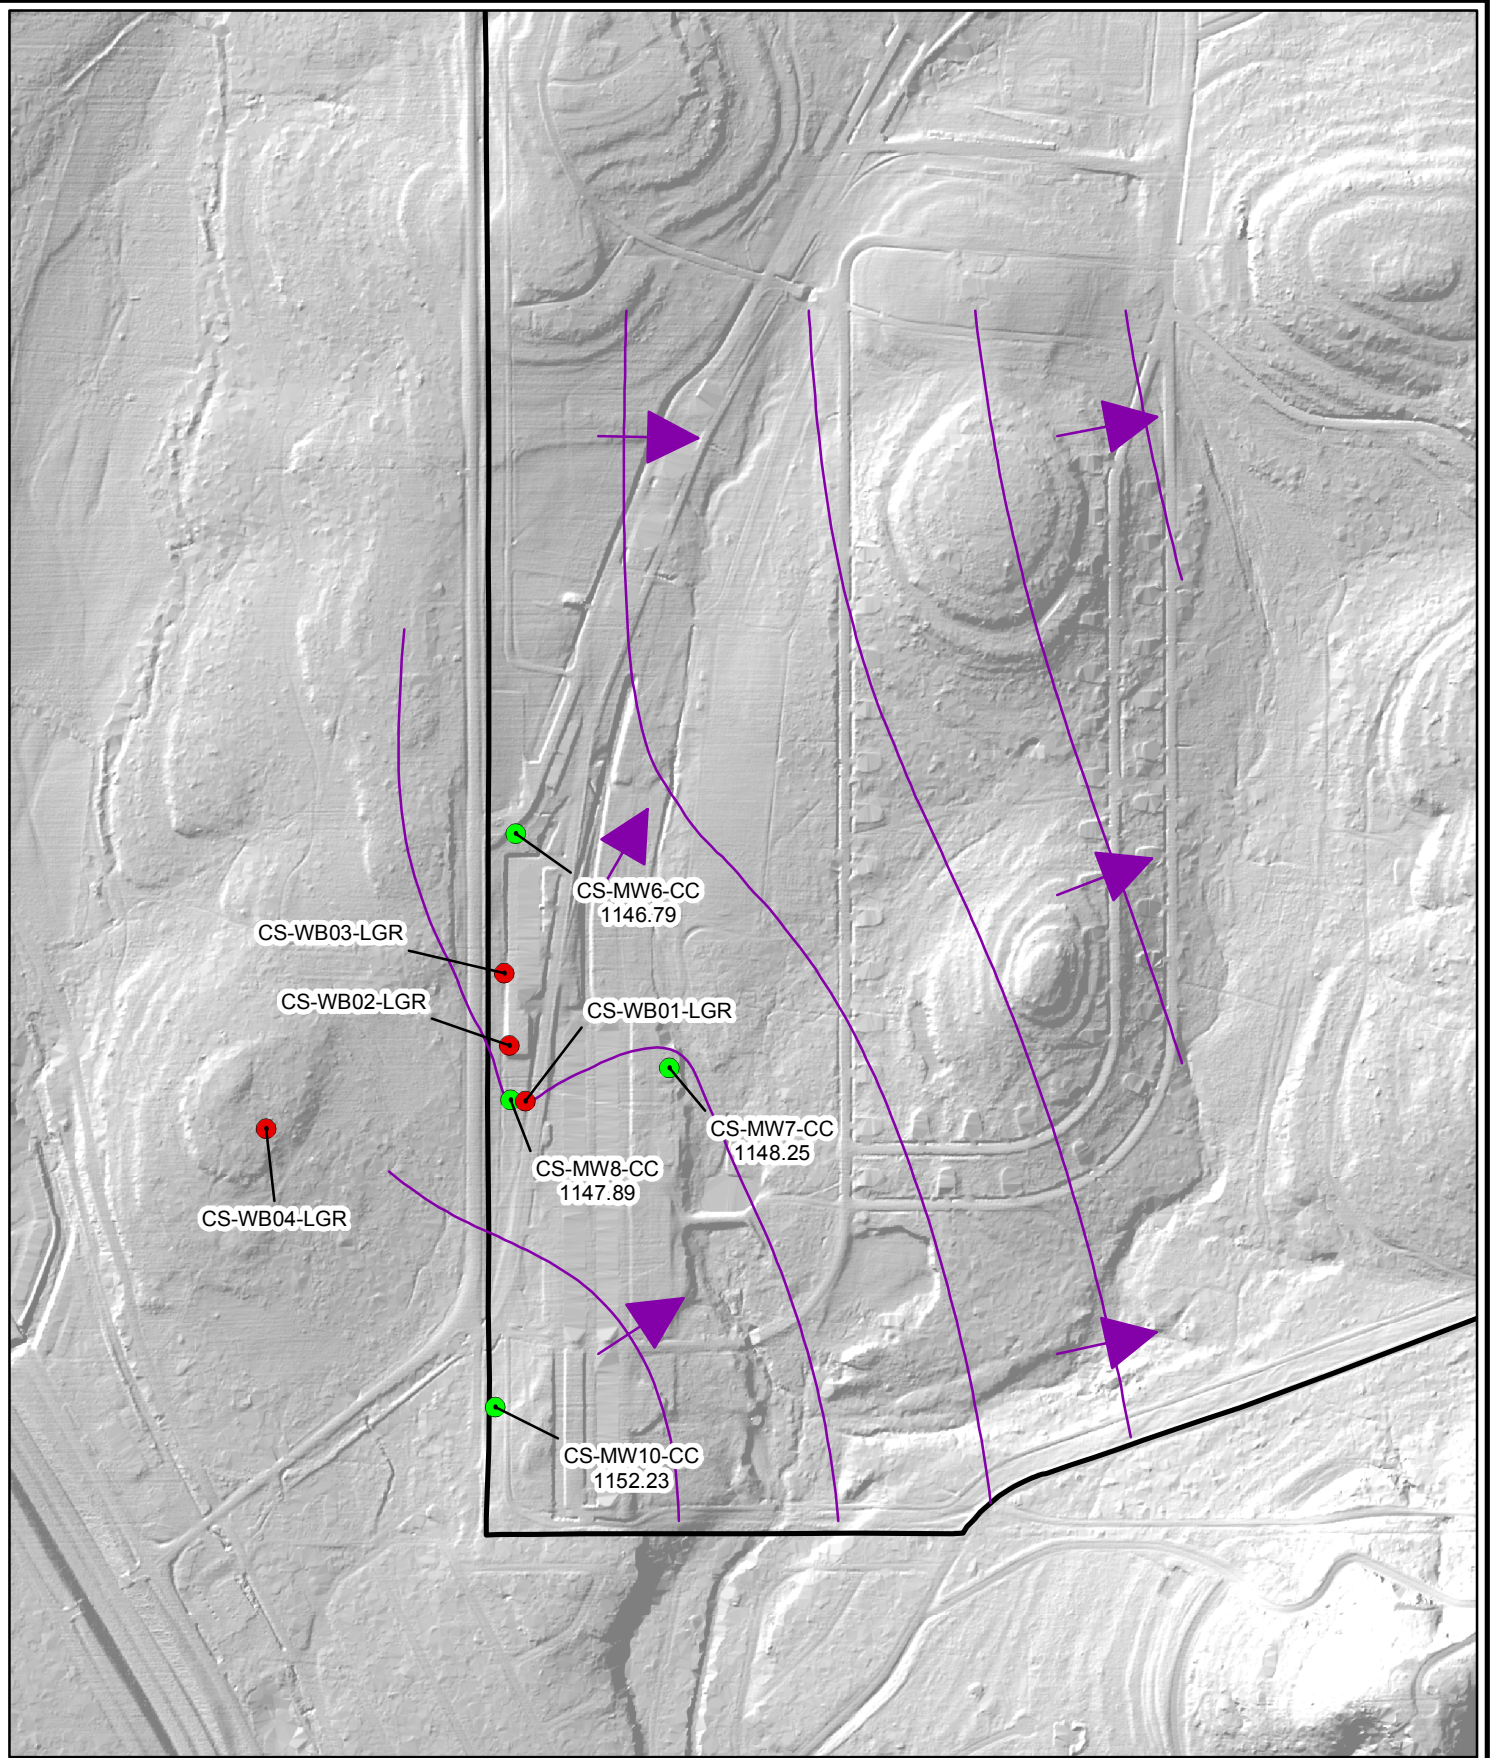 CS-MW6-CC
1146.79
CS-WB03-LGR
CS-WB02-LGR
CS-WB01-LGR
CS-MW7-CC
1148.25
CS-MW8-CC
1147.89
CS-WB04-LGR
CS-MW10-CC
1152.23